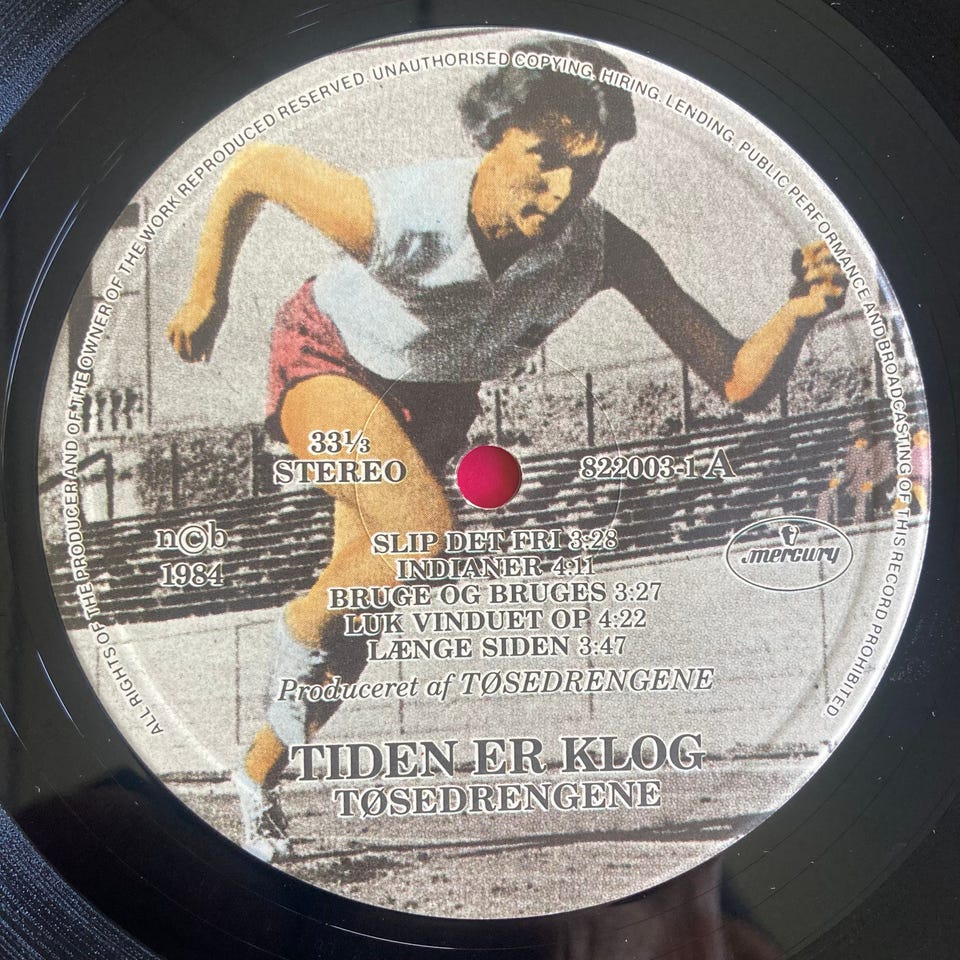 ALL RIGHTS OF THE PRODUCER AND OF THE OWNER OF THE WORK REPRODUCED RESERVED. UNAUTHORISED COPYING, HIRING, LENDING, PUBLIC PERFORMANCE AND BROADCASTING OF THIS RECORD PROHIBITED.
33⅓
STEREO
822003-1 A
n©b
1984
mercury
SLIP DET FRI 3:28
INDIANER 4:11
BRUGE OG BRUGES 3:27
LUK VINDUET OP 4:22
LÆNGE SIDEN 3:47
Produceret af TØSEDRENGENE
TIDEN ER KLOG
TØSEDRENGENE